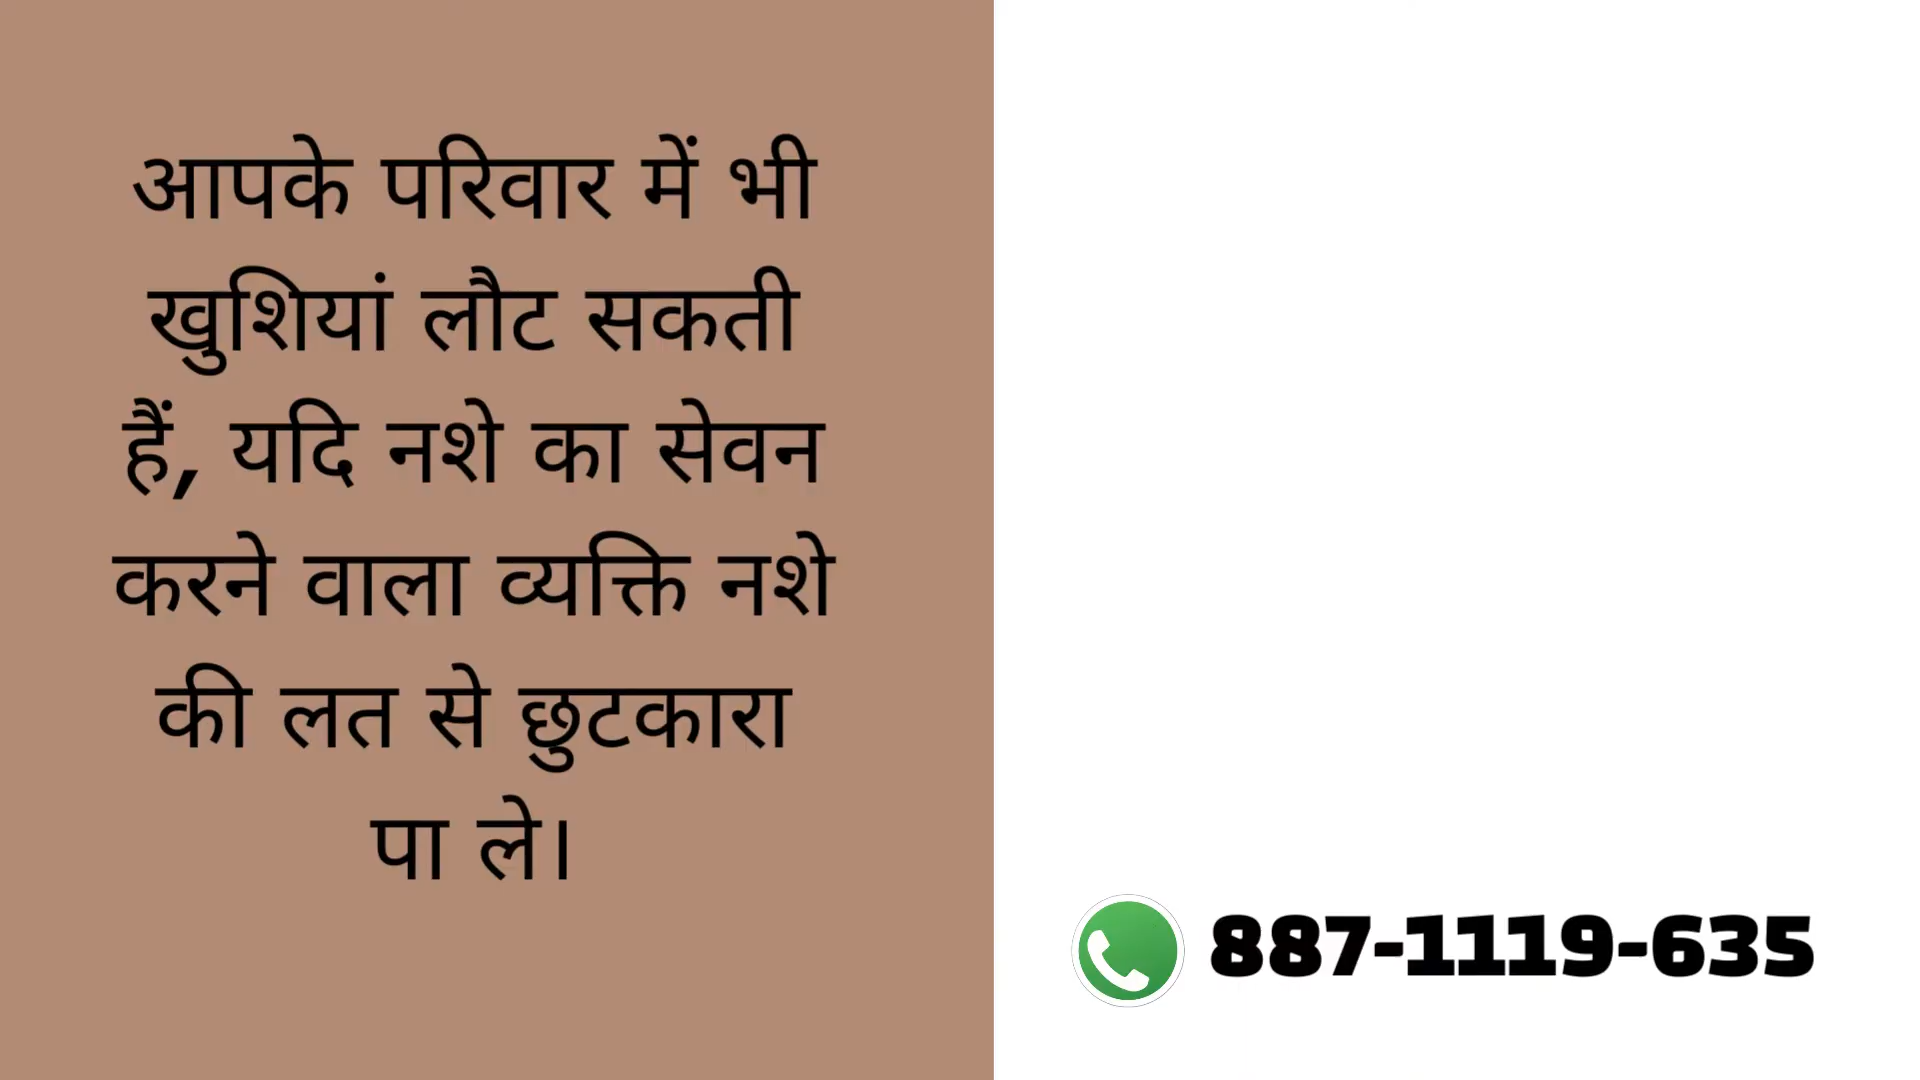 आपके परिवार में भी
खुशियां लौट सकती
हैं, यदि नशे का सेवन
करने वाला व्यक्ति नशे
की लत से छुटकारा
पा ले।
887-1119-635